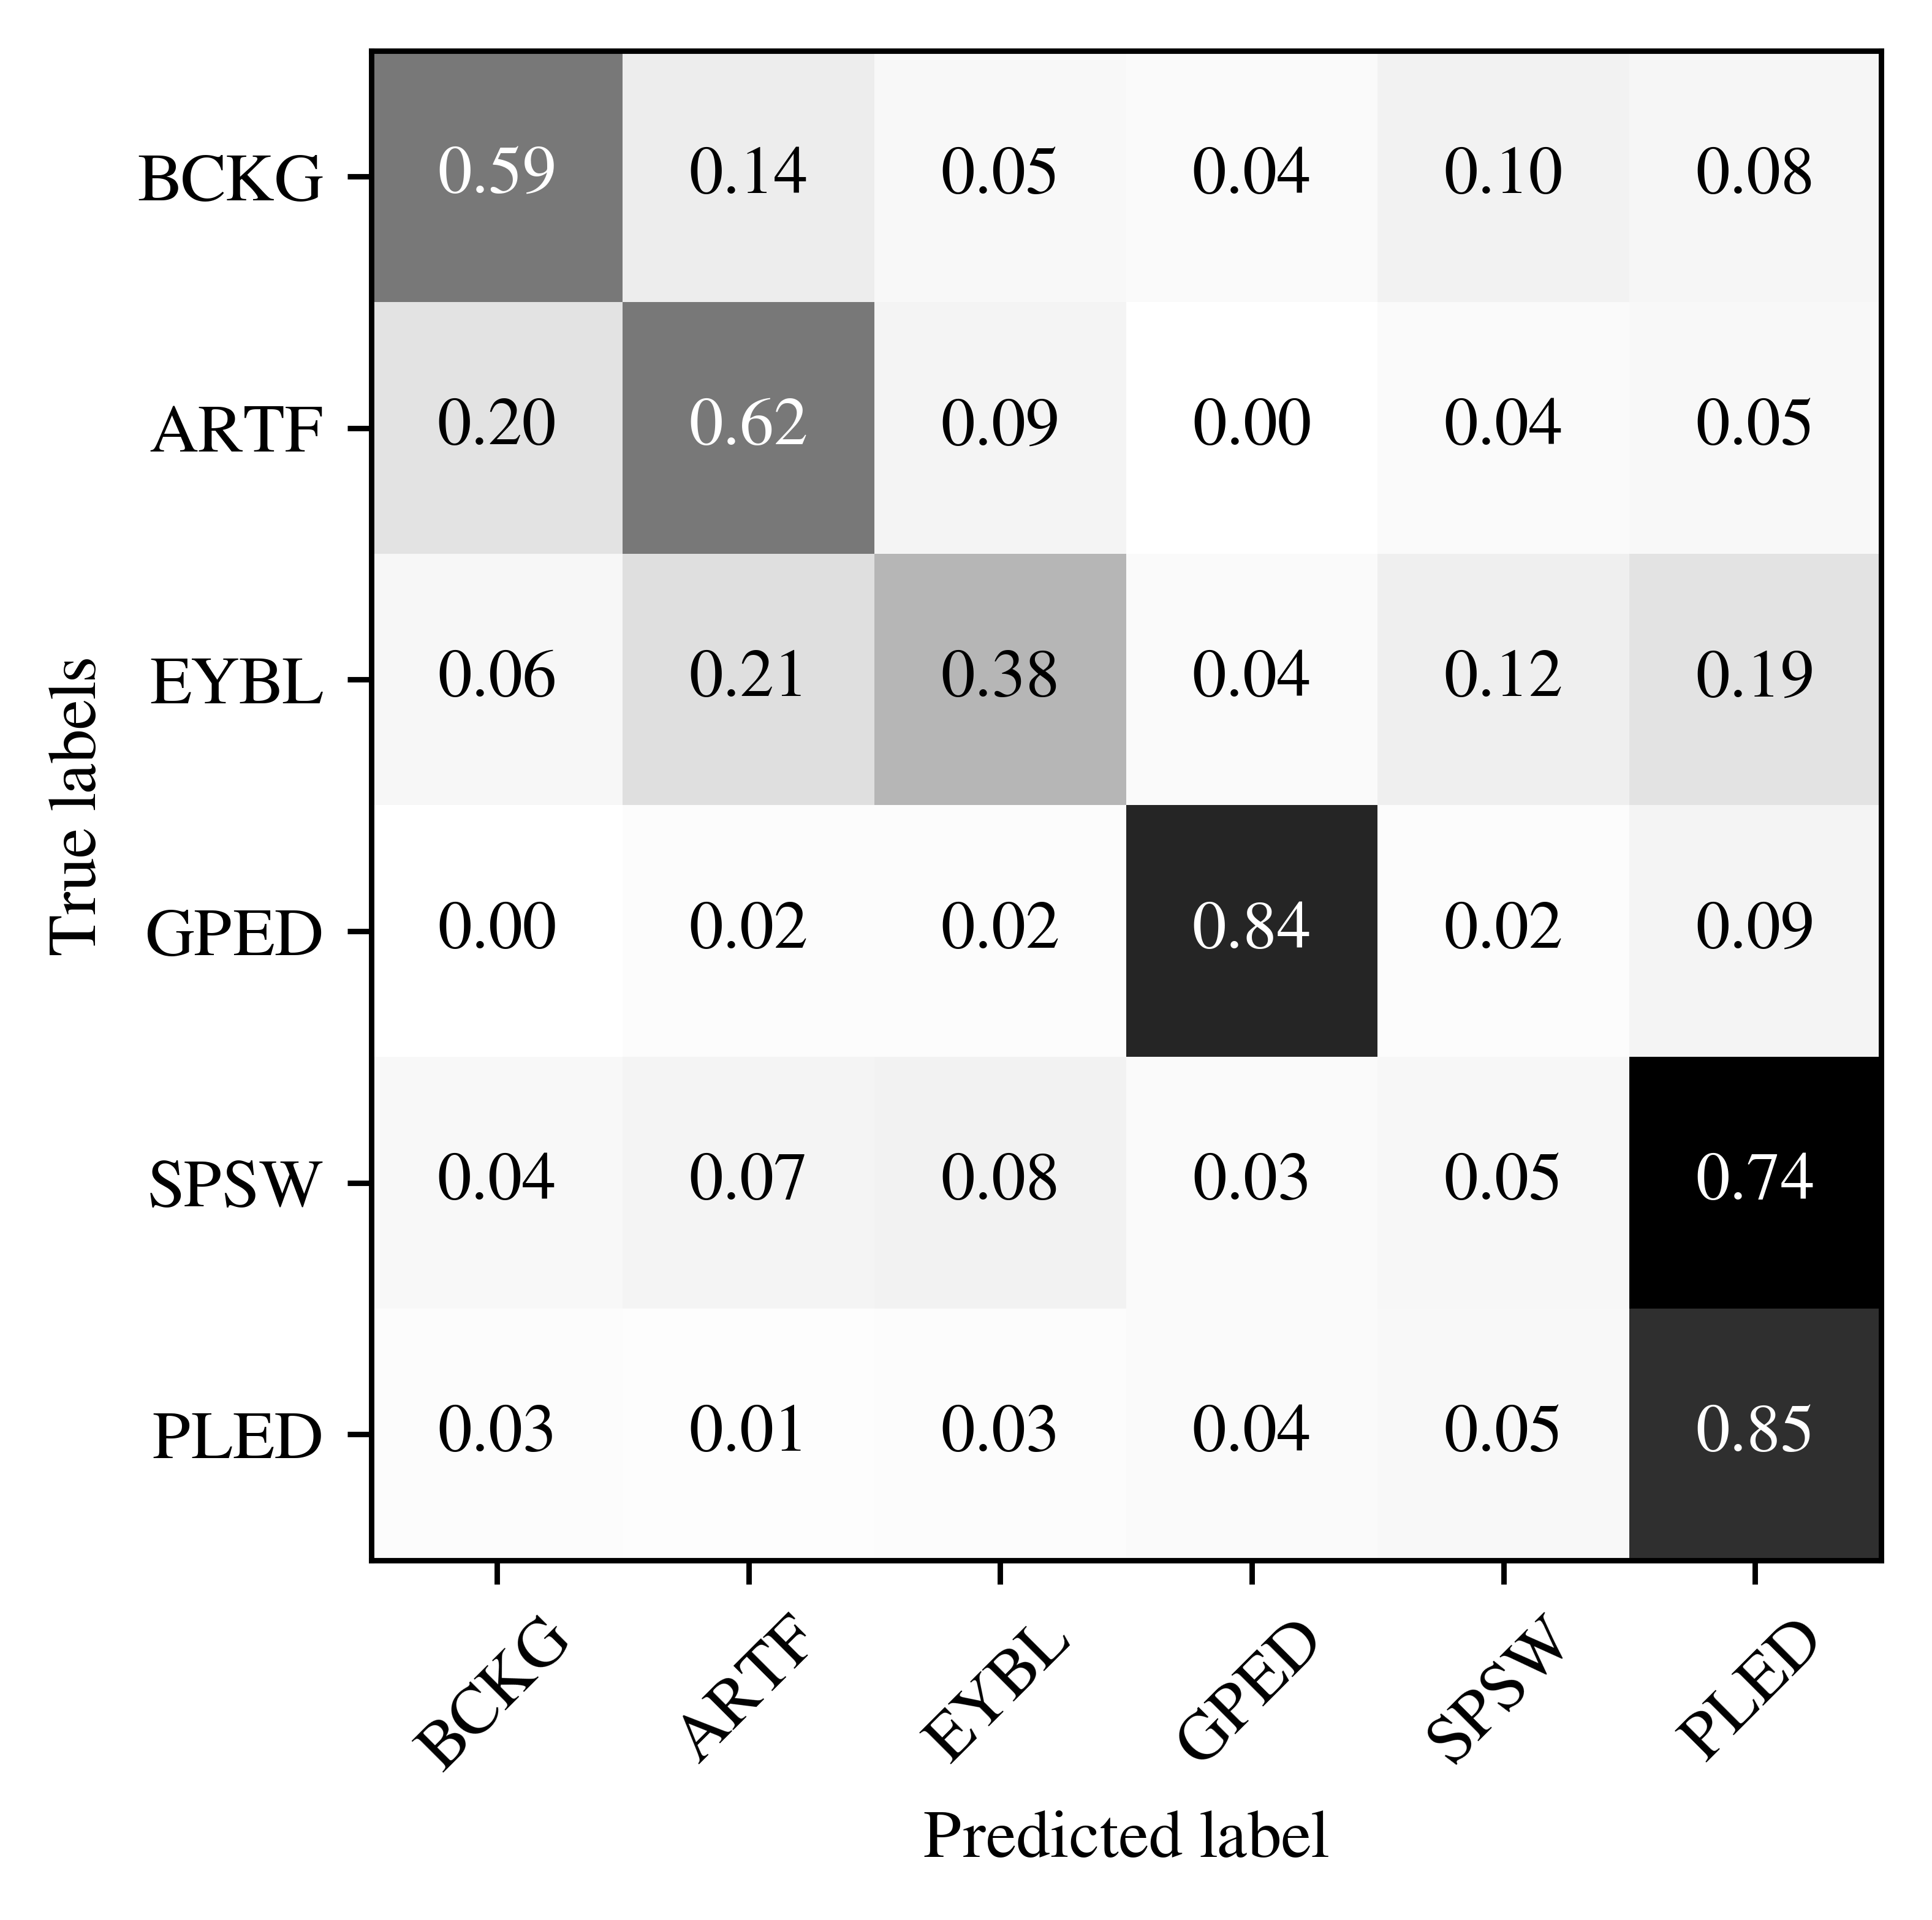 True labels
BCKG 0.59 0.14 0.05 0.04 0.10 0.08
ARTF 0.20 0.62 0.09 0.00 0.04 0.05
EYBL 0.06 0.21 0.38 0.04 0.12 0.19
GPED 0.00 0.02 0.02 0.84 0.02 0.09
SPSW 0.04 0.07 0.08 0.03 0.05 0.74
PLED 0.03 0.01 0.03 0.04 0.05 0.85
BCKG ARTF EYBL GPED SPSW PLED
Predicted label